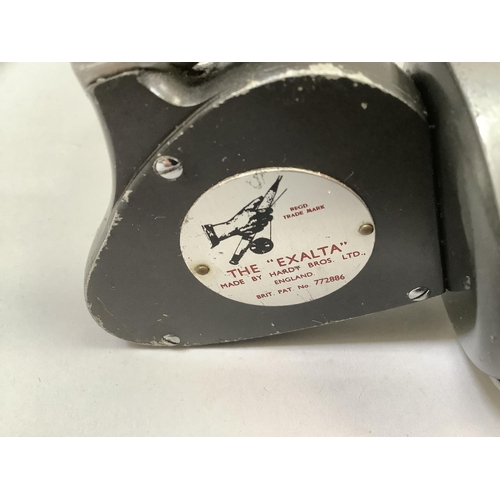 REGD.
TRADE MARK
THE "EXALTA"
MADE BY HARDY BROS. LTD.,
ENGLAND
BRIT. PAT. No. 772886